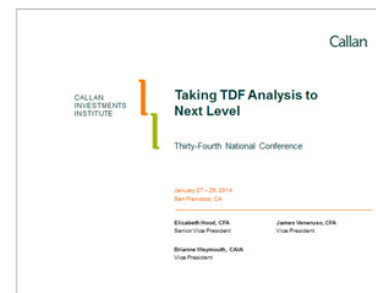 Callan
CALLAN
INVESTMENTS
INSTITUTE
Taking TDF Analysis to
Next Level
Thirty-Fourth National Conference
January 27 – 29, 2014
San Francisco, CA
Elizabeth Hood, CFA
Senior Vice President
James Veneruso, CFA
Vice President
Brianne Weymouth, CAIA
Vice President